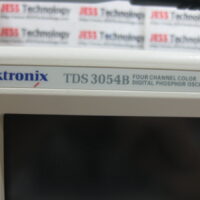 JESS Technology JESS Technology JESS Technology
JESS Technology JESS Technology JESS Technology
ktronix TDS 3054B FOUR CHANNEL COLOR
DIGITAL PHOSPHOR OSC